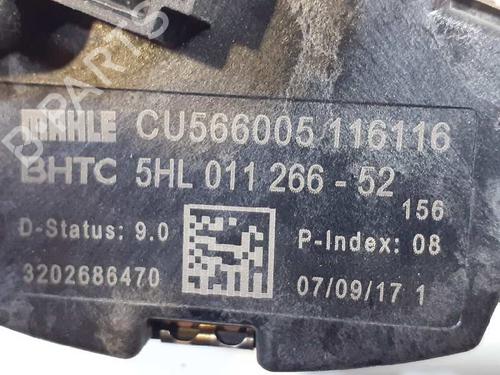 MAHLE CU566005 116116
BHTC 5HL 011 266 - 52
156
D-Status: 9.0 P-Index: 08
3202686470 07/09/17 1